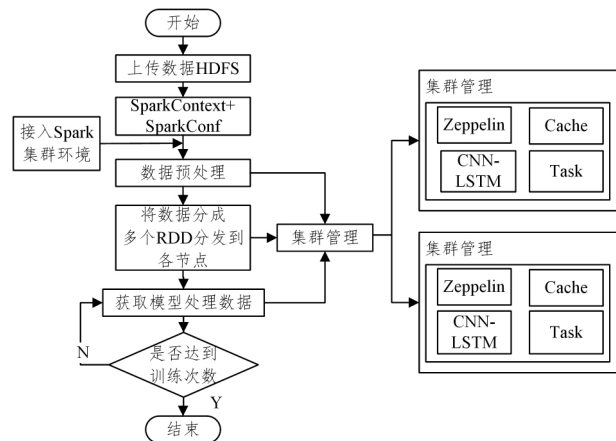 开始
上传数据HDFS
SparkContext+
SparkConf
接入Spark
集群环境
数据预处理
将数据分成
多个RDD分发到
各节点
集群管理
获取模型处理数据
N
是否达到
训练次数
Y
结束
集群管理
Zeppelin
Cache
CNN-
LSTM
Task
集群管理
Zeppelin
Cache
CNN-
LSTM
Task